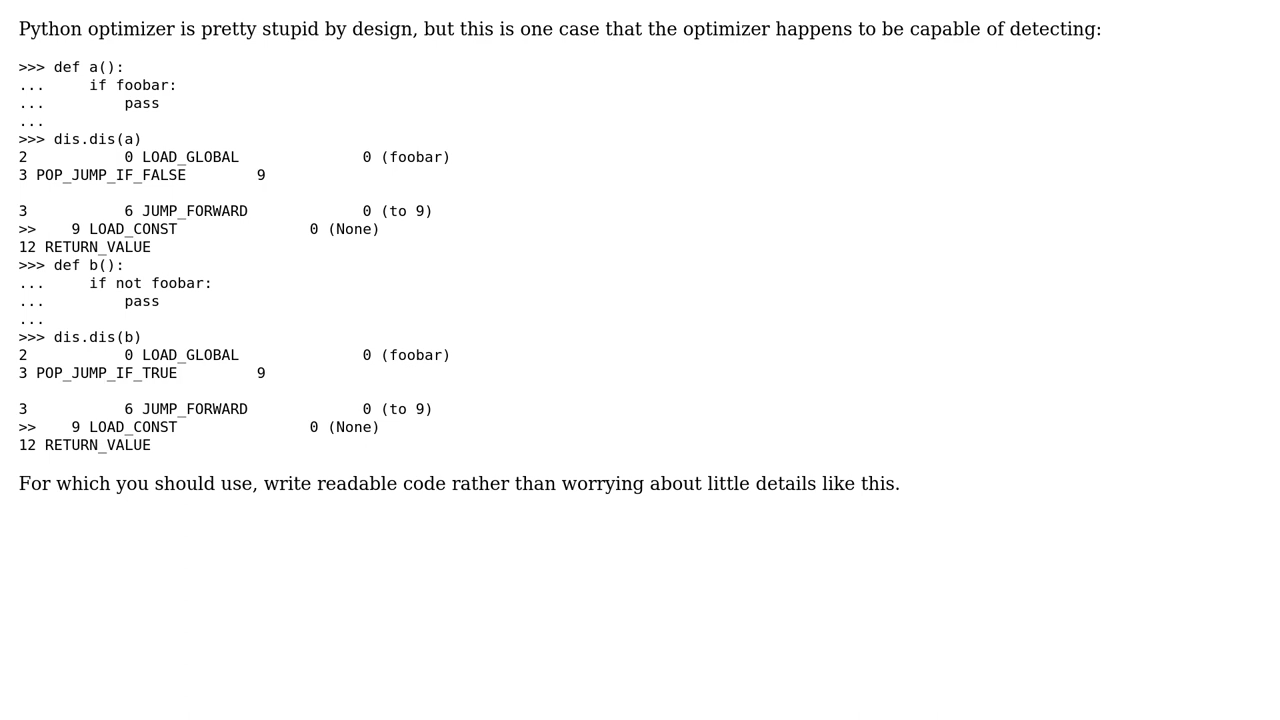 Python optimizer is pretty stupid by design, but this is one case that the optimizer happens to be capable of detecting:
>>> def a():
...     if foobar:
...         pass
...
>>> dis.dis(a)
2           0 LOAD_GLOBAL              0 (foobar)
3 POP_JUMP_IF_FALSE        9

3           6 JUMP_FORWARD             0 (to 9)
>>    9 LOAD_CONST               0 (None)
12 RETURN_VALUE
>>> def b():
...     if not foobar:
...         pass
...
>>> dis.dis(b)
2           0 LOAD_GLOBAL              0 (foobar)
3 POP_JUMP_IF_TRUE         9

3           6 JUMP_FORWARD             0 (to 9)
>>    9 LOAD_CONST               0 (None)
12 RETURN_VALUE
For which you should use, write readable code rather than worrying about little details like this.